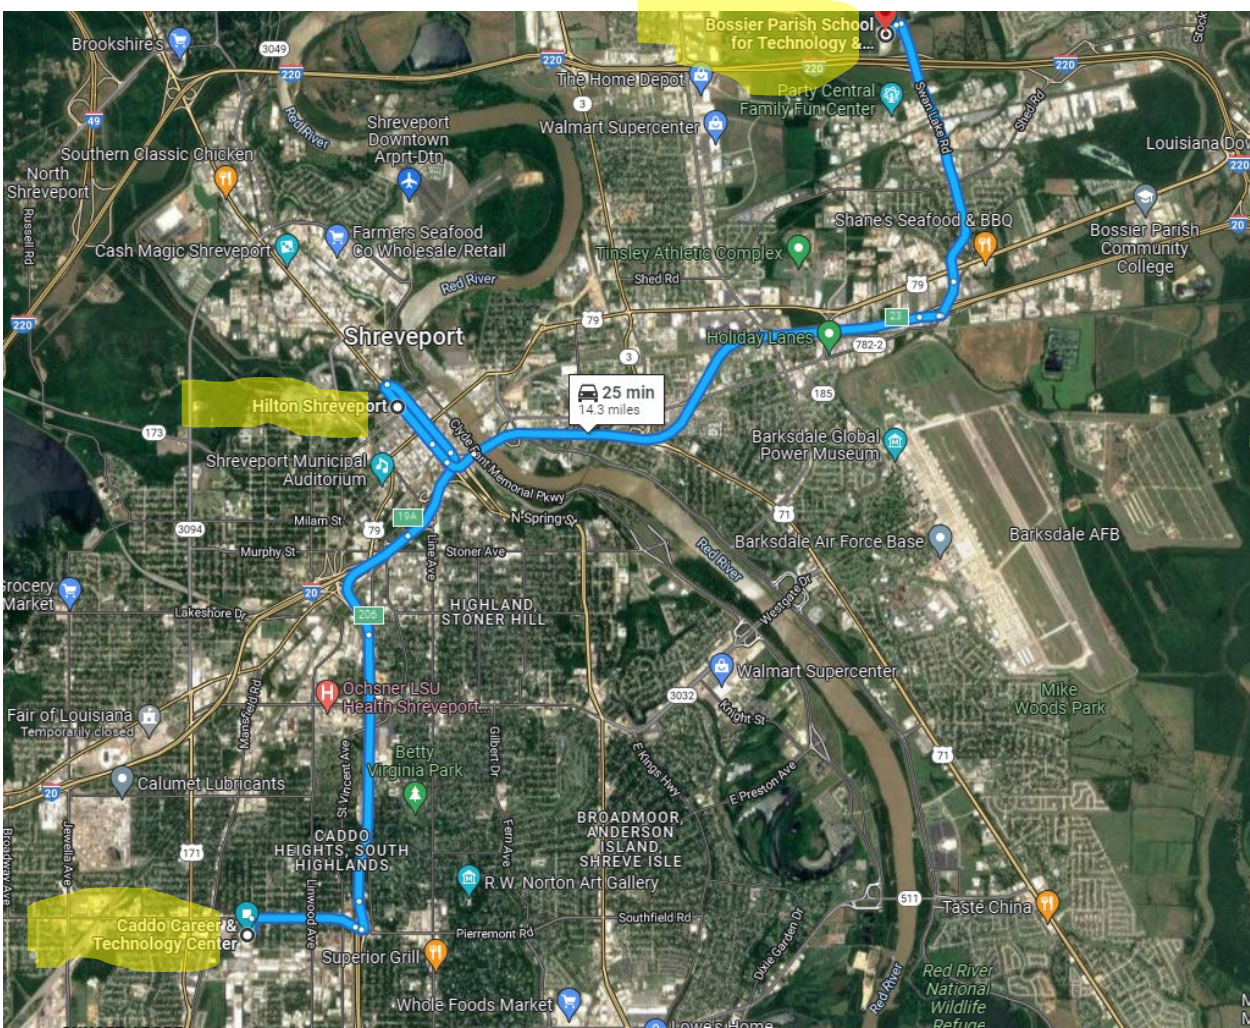 Bossier Parish School
for Technology &...
Brookshire's
3049
220
220
220
220
The Home Depot
Party Central
Family Fun Center
Swan Lake Rd
Shed Rd
3
49
Red River
Shreveport
Downtown
Arprt-Dtn
Walmart Supercenter
Southern Classic Chicken
North
Shreveport
220
Shane's Seafood & BBQ
Bossier Parish
Community
College
20
Russell Rd
Cash Magic Shreveport
Farmers Seafood
Co Wholesale/Retail
Tinsley Athletic Complex
Red River
Shed Rd
79
220
79
23
Shreveport
Holiday Lanes
782-2
3
25 min
14.3 miles
185
Hilton Shreveport
173
Clyde Fant Memorial Pkwy
Barksdale Global
Power Museum
Shreveport Municipal
Auditorium
19A
Milam St
N Spring St
71
3094
79
Line Ave
Murphy St
Stoner Ave
Red River
Barksdale Air Force Base
Barksdale AFB
Market
20
Westgate Dr
Lakeshore Dr
206
HIGHLAND,
STONER HILL
Walmart Supercenter
Ochsner LSU
Health Shreveport...
3032
Mike
Woods Park
Fair of Louisiana
Temporarily closed
Mansfield Rd
Knight St
Gilbert Dr
St Vincent Ave
Betty
Virginia Park
E Kings Hwy
71
Calumet Lubricants
20
E Preston Ave
Broadway Ave
Jewella Ave
171
CADDO
HEIGHTS, SOUTH
HIGHLANDS
Fern Ave
BROADMOOR,
ANDERSON
ISLAND,
SHREVE ISLE
R.W. Norton Art Gallery
Linwood Ave
511
Taste China
Caddo Career &
Technology Center
Southfield Rd
Pierremont Rd
Dixie Garden Dr
Superior Grill
Red River
Red River
National
Wildlife
Refuge
Whole Foods Market
Lowe's Home